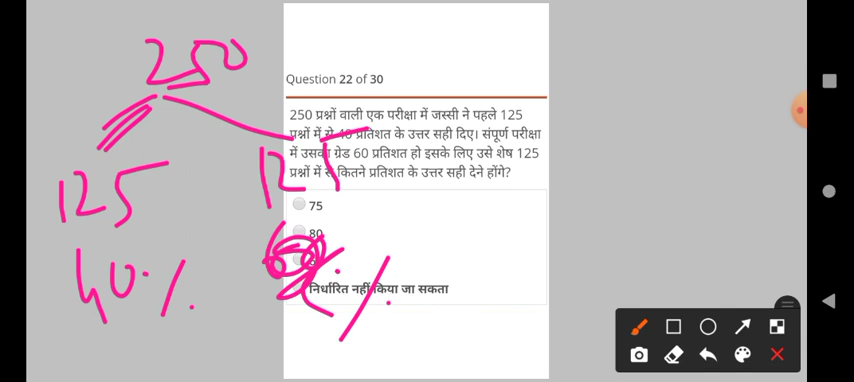 250
Question 22 of 30
250 प्रश्नों वाली एक परीक्षा में जस्सी ने पहले 125
प्रश्नों में से 40 प्रतिशत के उत्तर सही दिए। संपूर्ण परीक्षा
में उसका ग्रेड 60 प्रतिशत हो इसके लिए उसे शेष 125
प्रश्नों में से कितने प्रतिशत के उत्तर सही देने होंगे?
125
125
75
80
40%
%
निर्धारित नहीं किया जा सकता